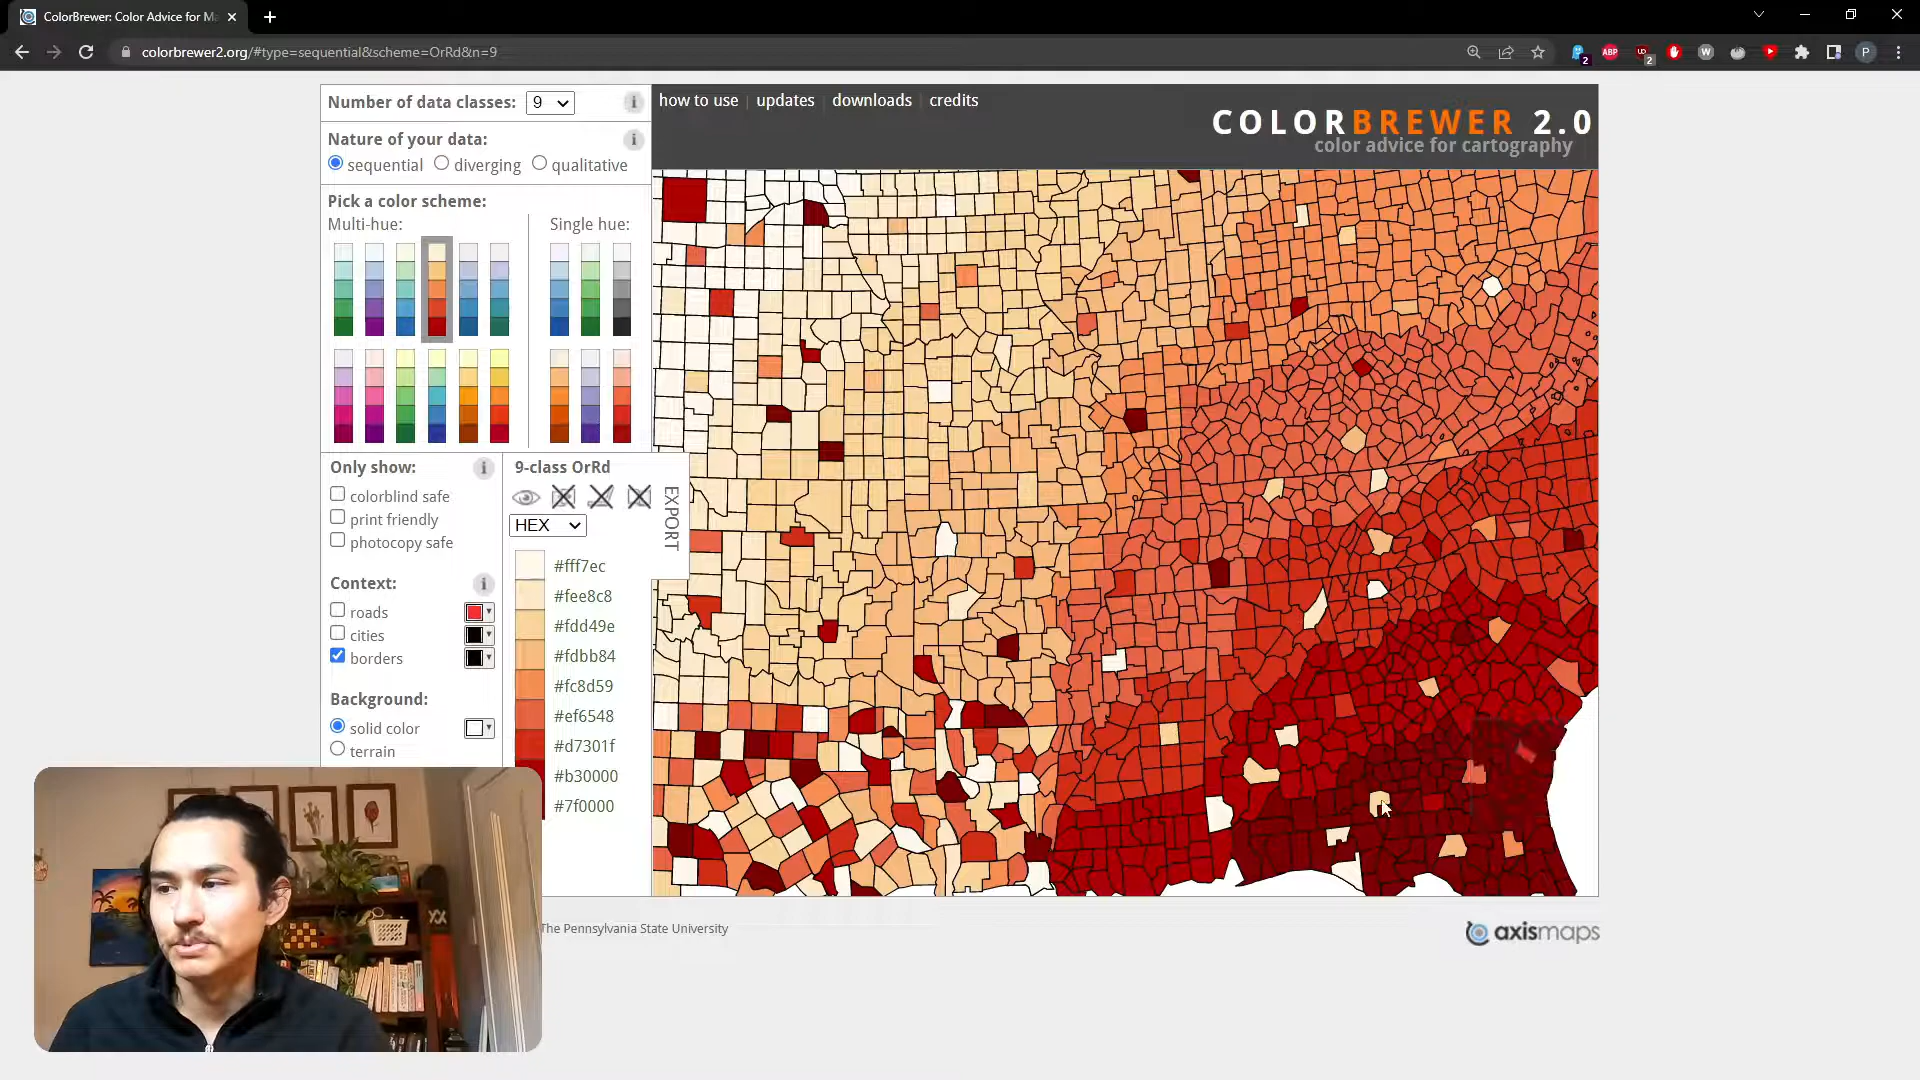 ColorBrewer: Color Advice for Ma
colorbrewer2.org/#type=sequential&scheme=OrRd&n=9
2
ABP
2
W
P
Number of data classes: 9
how to use | updates | downloads | credits
COLORBREWER 2.0
color advice for cartography
Nature of your data:
sequential diverging qualitative
Pick a color scheme:
Multi-hue: Single hue:
Only show:
colorblind safe
print friendly
photocopy safe
Context:
roads
cities
borders
Background:
solid color
terrain
9-class OrRd
EXPORT
HEX
#fff7ec
#fee8c8
#fdd49e
#fdbb84
#fc8d59
#ef6548
#d7301f
#b30000
#7f0000
The Pennsylvania State University
axismaps